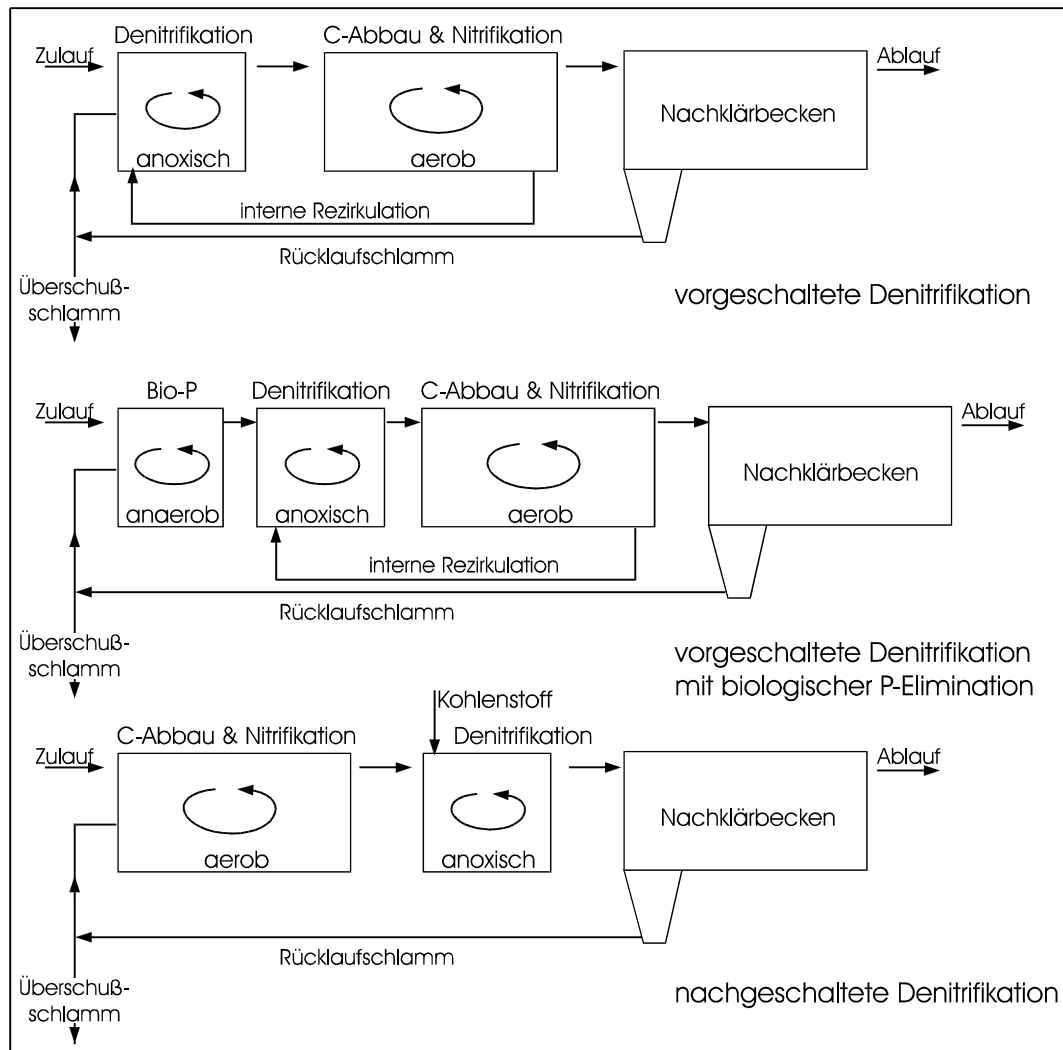 Denitrifikation
C-Abbau & Nitrifikation
Zulauf
Ablauf
Nachklärbecken
anoxisch
aerob
interne Rezirkulation
Rücklaufschlamm
Überschuß-
schlamm
vorgeschaltete Denitrifikation
Bio-P
Denitrifikation
C-Abbau & Nitrifikation
Zulauf
Ablauf
Nachklärbecken
anaerob
anoxisch
aerob
interne Rezirkulation
Rücklaufschlamm
Überschuß-
schlamm
vorgeschaltete Denitrifikation
mit biologischer P-Elimination
Kohlenstoff
C-Abbau & Nitrifikation
Denitrifikation
Zulauf
Ablauf
Nachklärbecken
aerob
anoxisch
Rücklaufschlamm
Überschuß-
schlamm
nachgeschaltete Denitrifikation